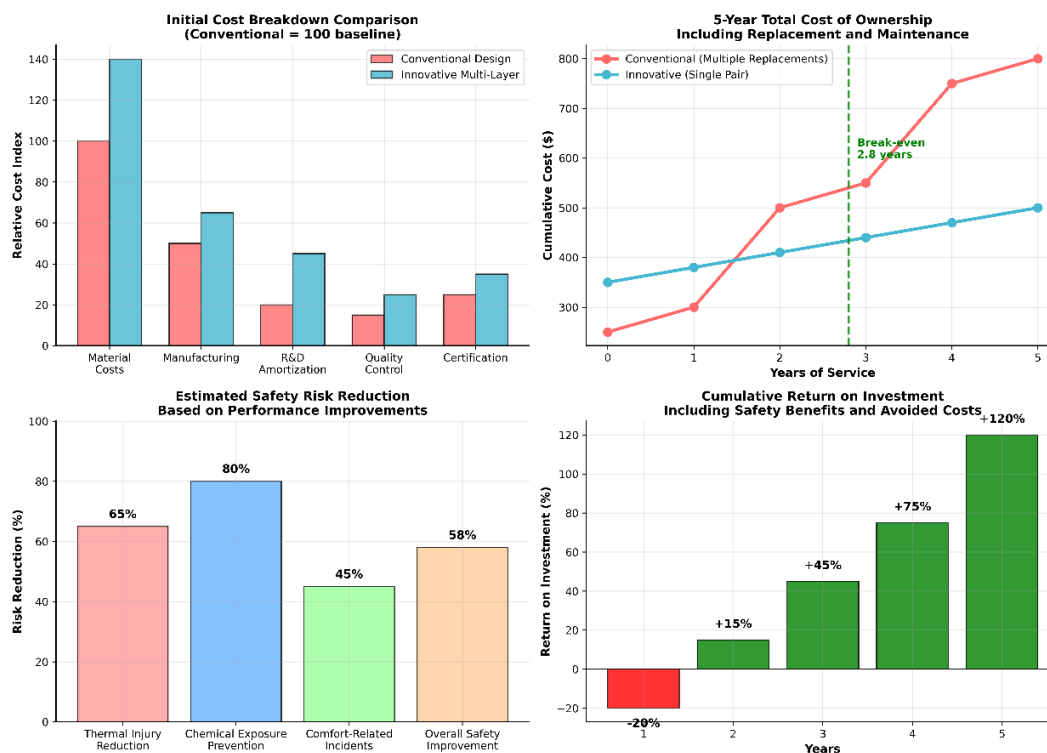 Initial Cost Breakdown Comparison
(Conventional = 100 baseline)
Conventional Design
Innovative Multi-Layer
Relative Cost Index
140
120
100
80
60
40
20
0
Material
Costs
Manufacturing
R&D
Amortization
Quality
Control
Certification
5-Year Total Cost of Ownership
Including Replacement and Maintenance
Conventional (Multiple Replacements)
Innovative (Single Pair)
Break-even
2.8 years
Cumulative Cost ($)
800
700
600
500
400
300
0 1 2 3 4 5
Years of Service
Estimated Safety Risk Reduction
Based on Performance Improvements
Risk Reduction (%)
100
80
60
40
20
0
65%
80%
45%
58%
Thermal Injury
Reduction
Chemical Exposure
Prevention
Comfort-Related
Incidents
Overall Safety
Improvement
Cumulative Return on Investment
Including Safety Benefits and Avoided Costs
Return on Investment (%)
120
100
80
60
40
20
0
−20
-20%
+15%
+45%
+75%
+120%
1 2 3 4 5
Years